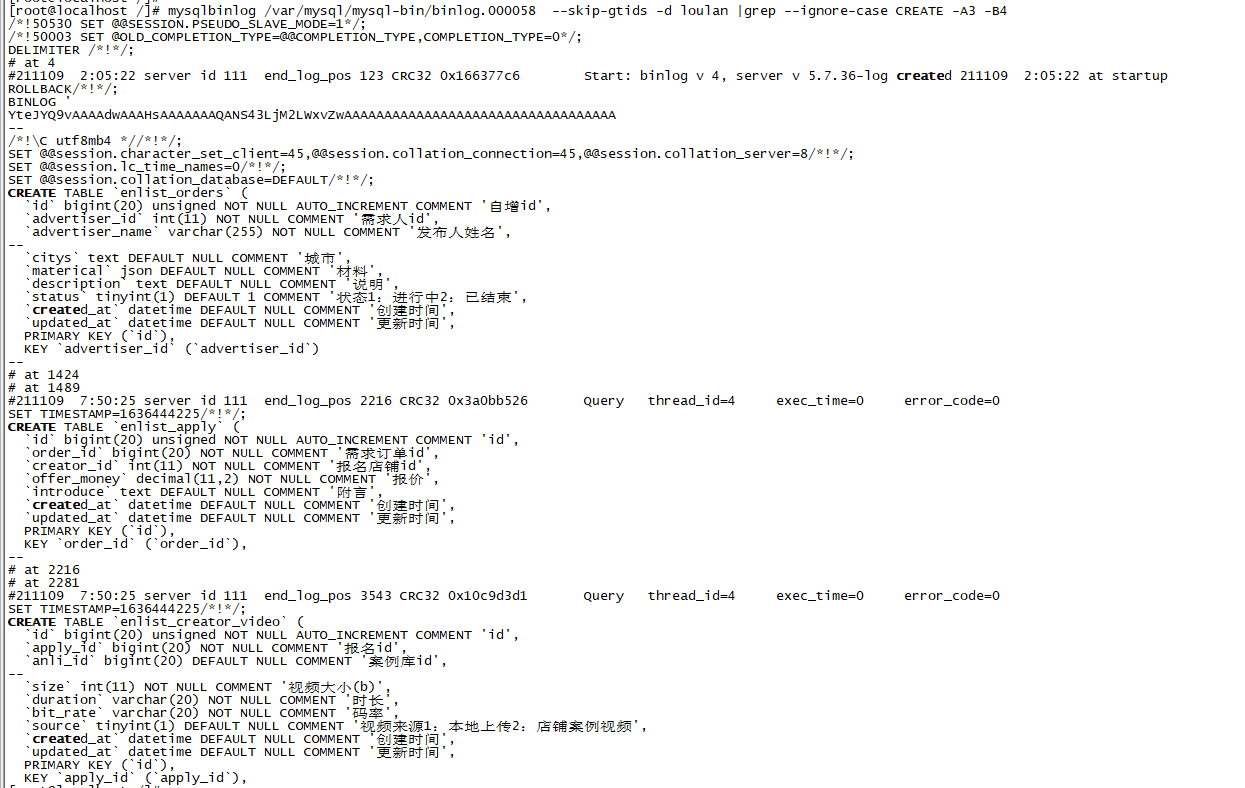 [root@localhost /]# mysqlbinlog /var/mysql/mysql-bin/binlog.000058  --skip-gtids -d loulan |grep --ignore-case CREATE -A3 -B4
/*!50530 SET @@SESSION.PSEUDO_SLAVE_MODE=1*/;
/*!50003 SET @OLD_COMPLETION_TYPE=@@COMPLETION_TYPE,COMPLETION_TYPE=0*/;
DELIMITER /*!*/;
# at 4
#211109  2:05:22 server id 111  end_log_pos 123 CRC32 0x166377c6        Start: binlog v 4, server v 5.7.36-log created 211109  2:05:22 at startup
ROLLBACK/*!*/;
BINLOG '
--
/*!\C utf8mb4 *//*!*/;
SET @@session.character_set_client=45,@@session.collation_connection=45,@@session.collation_server=8/*!*/;
SET @@session.lc_time_names=0/*!*/;
SET @@session.collation_database=DEFAULT/*!*/;
CREATE TABLE `enlist_orders` (
  `id` bigint(20) unsigned NOT NULL AUTO_INCREMENT COMMENT '自增id',
  `advertiser_id` int(11) NOT NULL COMMENT '需求人id',
  `advertiser_name` varchar(255) NOT NULL COMMENT '发布人姓名',
--
  `citys` text DEFAULT NULL COMMENT '城市',
  `materical` json DEFAULT NULL COMMENT '材料',
  `description` text DEFAULT NULL COMMENT '说明',
  `status` tinyint(1) DEFAULT 1 COMMENT '状态1：进行中2：已结束',
  `created_at` datetime DEFAULT NULL COMMENT '创建时间',
  `updated_at` datetime DEFAULT NULL COMMENT '更新时间',
  PRIMARY KEY (`id`),
  KEY `advertiser_id` (`advertiser_id`)
--
# at 1424
# at 1489
#211109  7:50:25 server id 111  end_log_pos 2216 CRC32 0x3a0bb526       Query   thread_id=4     exec_time=0     error_code=0
SET TIMESTAMP=1636444225/*!*/;
CREATE TABLE `enlist_apply` (
  `id` bigint(20) unsigned NOT NULL AUTO_INCREMENT COMMENT 'id',
  `order_id` bigint(20) NOT NULL COMMENT '需求订单id',
  `creator_id` int(11) NOT NULL COMMENT '报名店铺id',
  `offer_money` decimal(11,2) NOT NULL COMMENT '报价',
  `introduce` text DEFAULT NULL COMMENT '附言',
  `created_at` datetime DEFAULT NULL COMMENT '创建时间',
  `updated_at` datetime DEFAULT NULL COMMENT '更新时间',
  PRIMARY KEY (`id`),
  KEY `order_id` (`order_id`),
--
# at 2216
# at 2281
#211109  7:50:25 server id 111  end_log_pos 3543 CRC32 0x10c9d3d1       Query   thread_id=4     exec_time=0     error_code=0
SET TIMESTAMP=1636444225/*!*/;
CREATE TABLE `enlist_creator_video` (
  `id` bigint(20) unsigned NOT NULL AUTO_INCREMENT COMMENT 'id',
  `apply_id` bigint(20) NOT NULL COMMENT '报名id',
  `anli_id` bigint(20) DEFAULT NULL COMMENT '案例库id',
--
  `size` int(11) NOT NULL COMMENT '视频大小(b)',
  `duration` varchar(20) NOT NULL COMMENT '时长',
  `bit_rate` varchar(20) NOT NULL COMMENT '码率',
  `source` tinyint(1) DEFAULT NULL COMMENT '视频来源1：本地上传2：店铺案例视频',
  `created_at` datetime DEFAULT NULL COMMENT '创建时间',
  `updated_at` datetime DEFAULT NULL COMMENT '更新时间',
  PRIMARY KEY (`id`),
  KEY `apply_id` (`apply_id`),